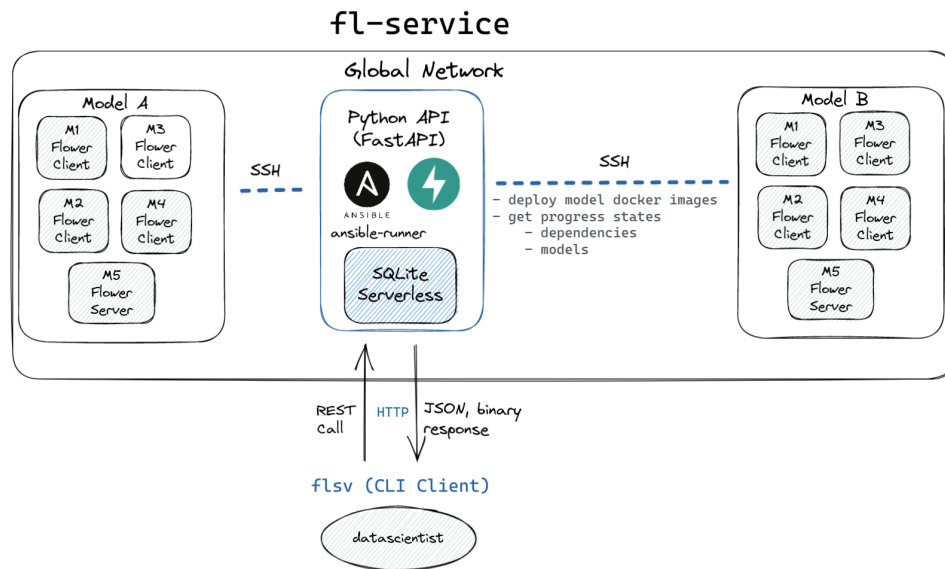 fl-service
Global Network
Model A
M1
Flower
Client
M3
Flower
Client
M2
Flower
Client
M4
Flower
Client
M5
Flower
Server
SSH
Python API
(FastAPI)
ANSIBLE
ansible-runner
SQLite
Serverless
SSH
- deploy model docker images
- get progress states
- dependencies
- models
Model B
M1
Flower
Client
M3
Flower
Client
M2
Flower
Client
M4
Flower
Client
M5
Flower
Server
REST
call
HTTP
JSON, binary
response
flsv (CLI Client)
datascientist